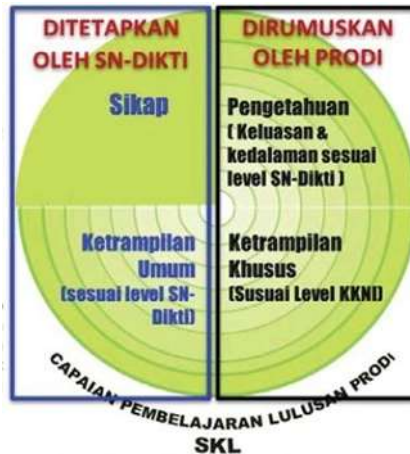 DITETAPKAN
OLEH SN-DIKTI
Sikap
Ketrampilan
Umum
(sesuai level SN-
Dikti)
DIRUMUSKAN
OLEH PRODI
Pengetahuan
( Keluasan &
kedalaman sesuai
level SN-Dikti )
Ketrampilan
Khusus
(Susuai Level KKNI)
CAPAIAN PEMBELAJARAN LULUSAN PRODI
SKL